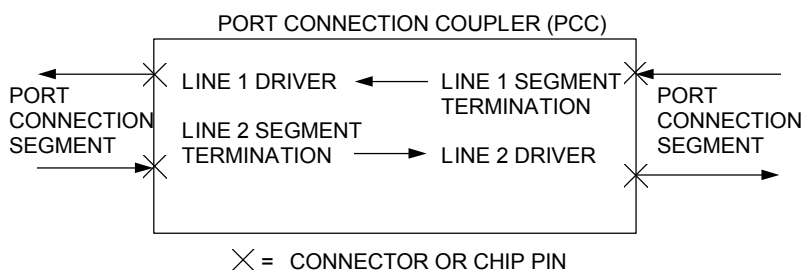 PORT CONNECTION COUPLER (PCC)
PORT
CONNECTION
SEGMENT
LINE 1 DRIVER
LINE 1 SEGMENT
TERMINATION
LINE 2 SEGMENT
TERMINATION
LINE 2 DRIVER
PORT
CONNECTION
SEGMENT
= CONNECTOR OR CHIP PIN